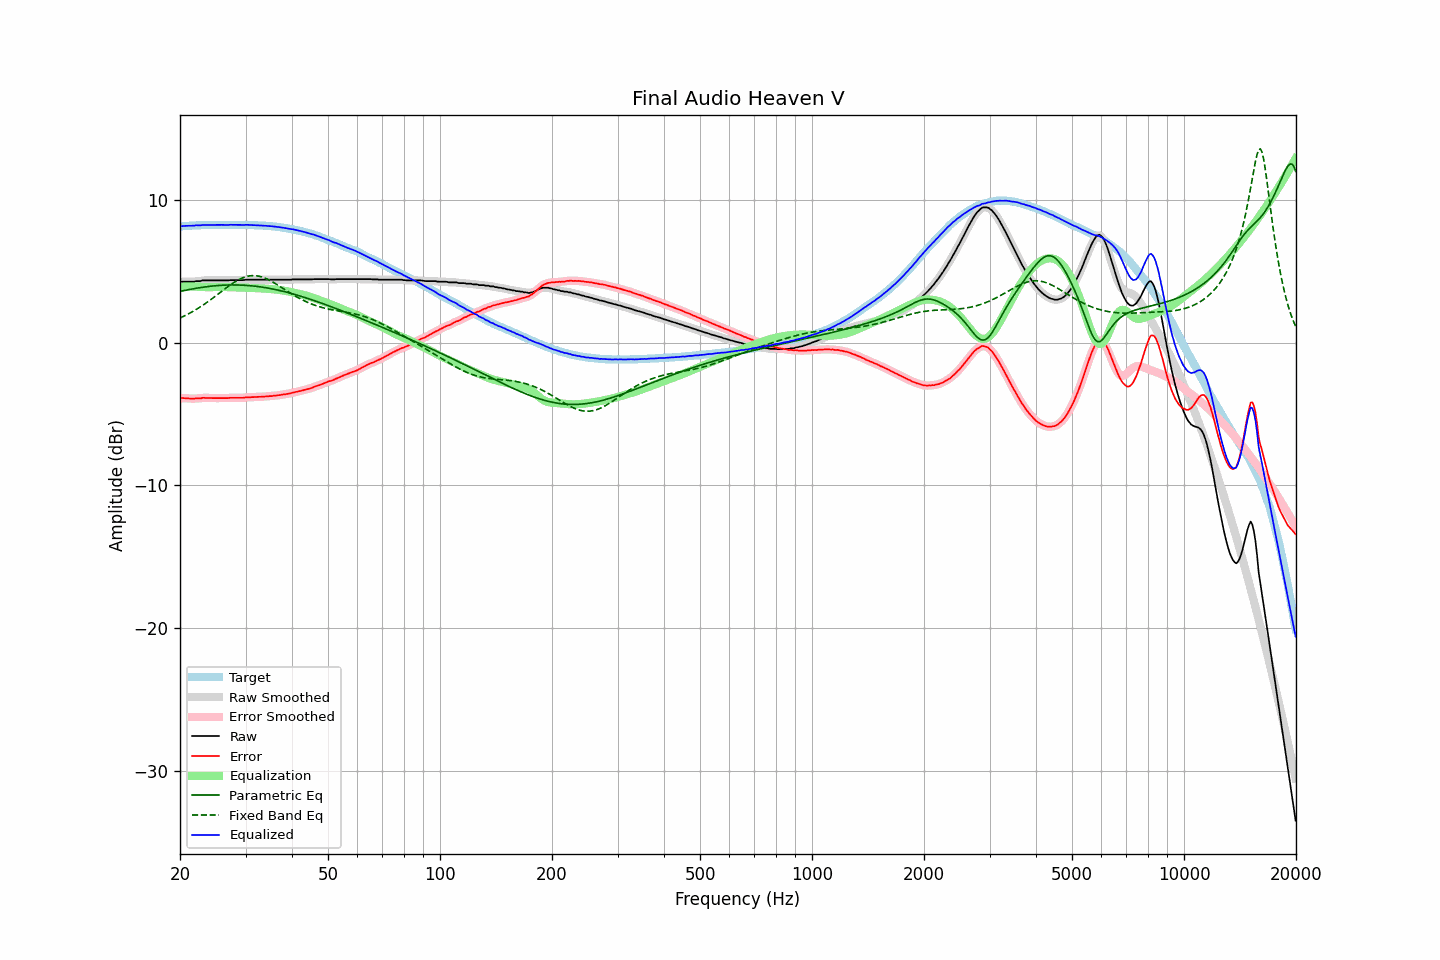 Final Audio Heaven V
Amplitude (dBr)
10
0
−10
−20
−30
Target
Raw Smoothed
Error Smoothed
Raw
Error
Equalization
Parametric Eq
Fixed Band Eq
Equalized
20 50 100 200 500 1000 2000 5000 10000 20000
Frequency (Hz)